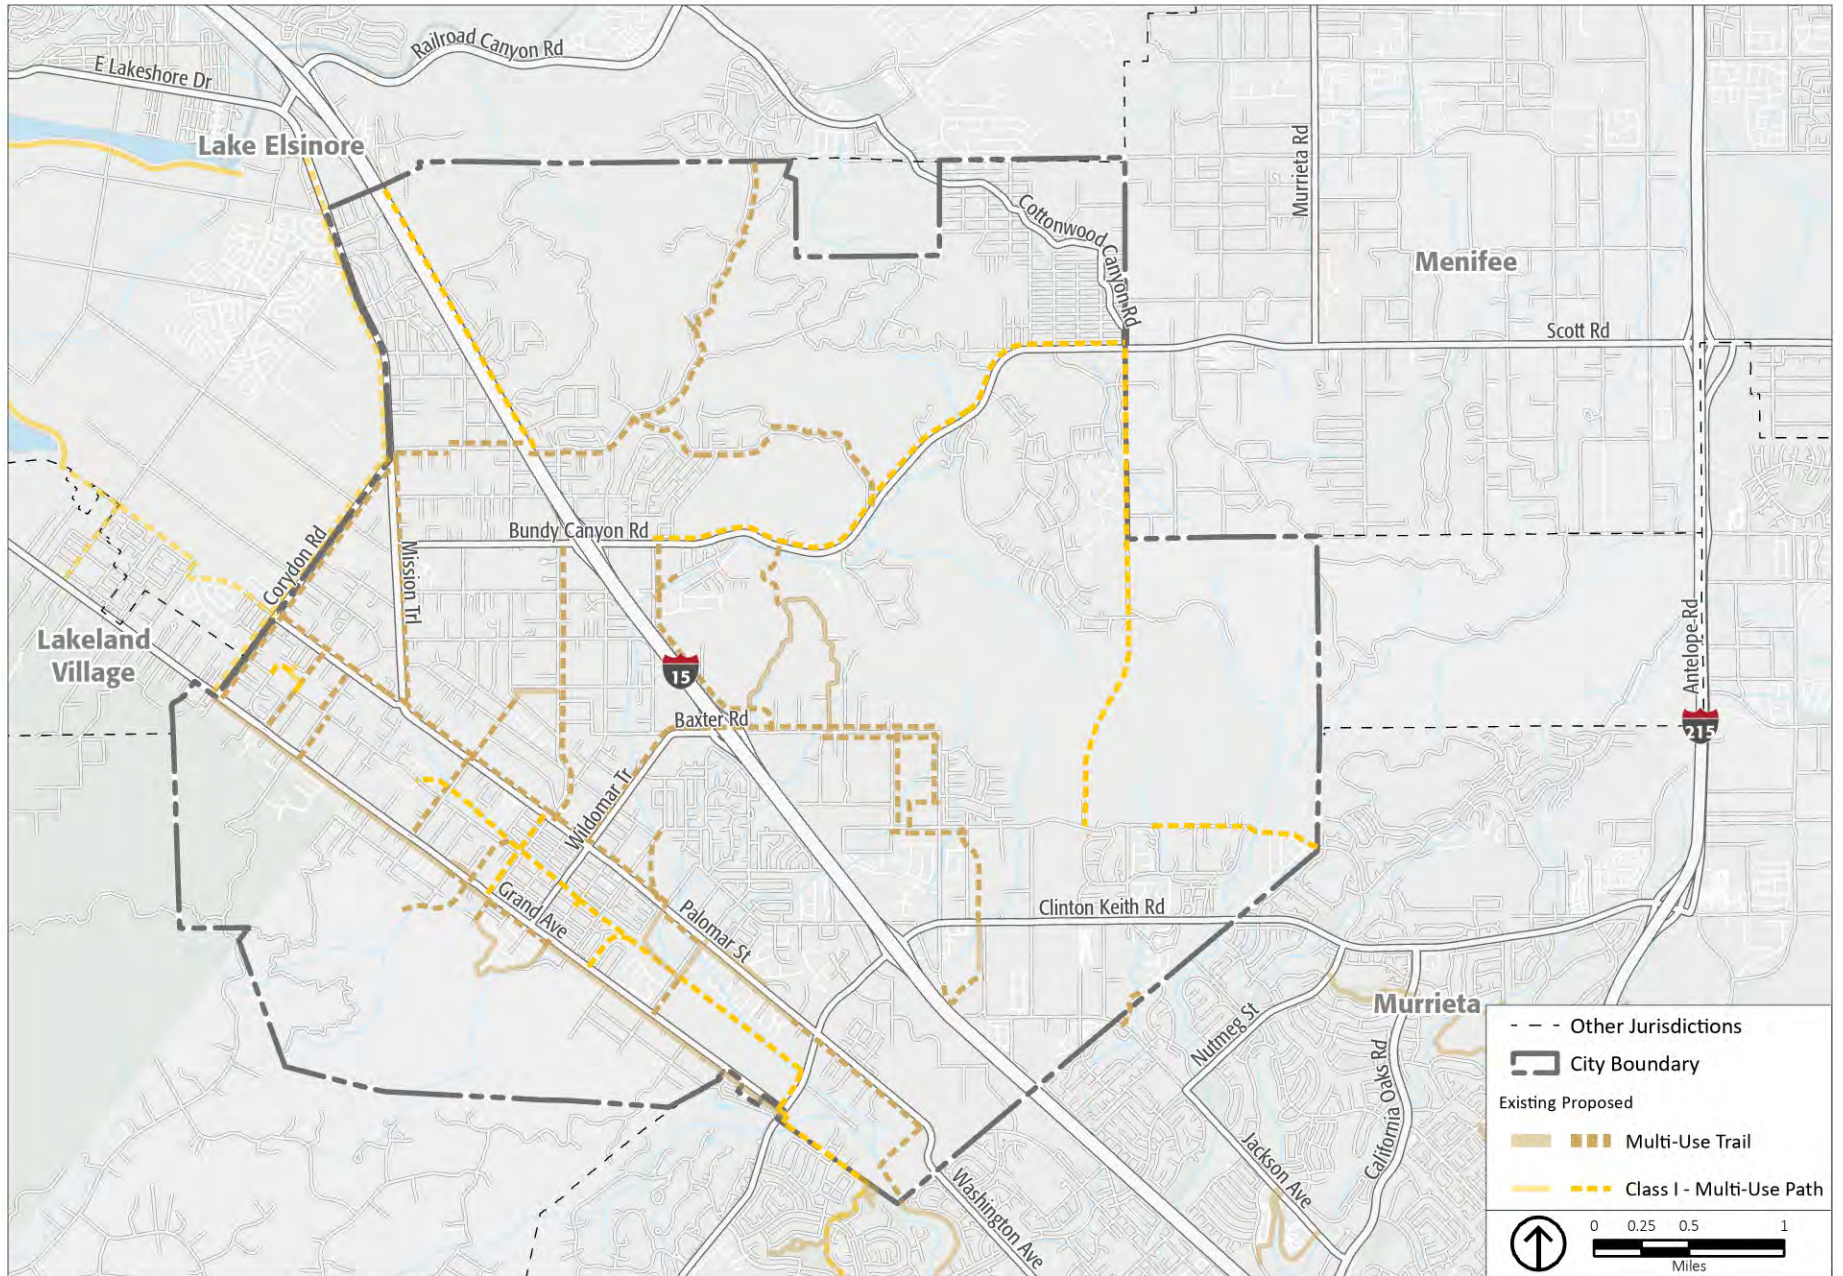 Railroad Canyon Rd
E Lakeshore Dr
Lake Elsinore
Murrieta Rd
Cottonwood Canyon Rd
Menifee
Scott Rd
Bundy Canyon Rd
Corydon Rd
Mission Trl
Lakeland
Village
15
Antelope Rd
215
Baxter Rd
Wildomar Tr
Grand Ave
Palomar St
Clinton Keith Rd
Murrieta
Nutmeg St
California Oaks Rd
Jackson Ave
Washington Ave
Other Jurisdictions
City Boundary
Existing Proposed
Multi-Use Trail
Class I - Multi-Use Path
0 0.25 0.5 1
Miles